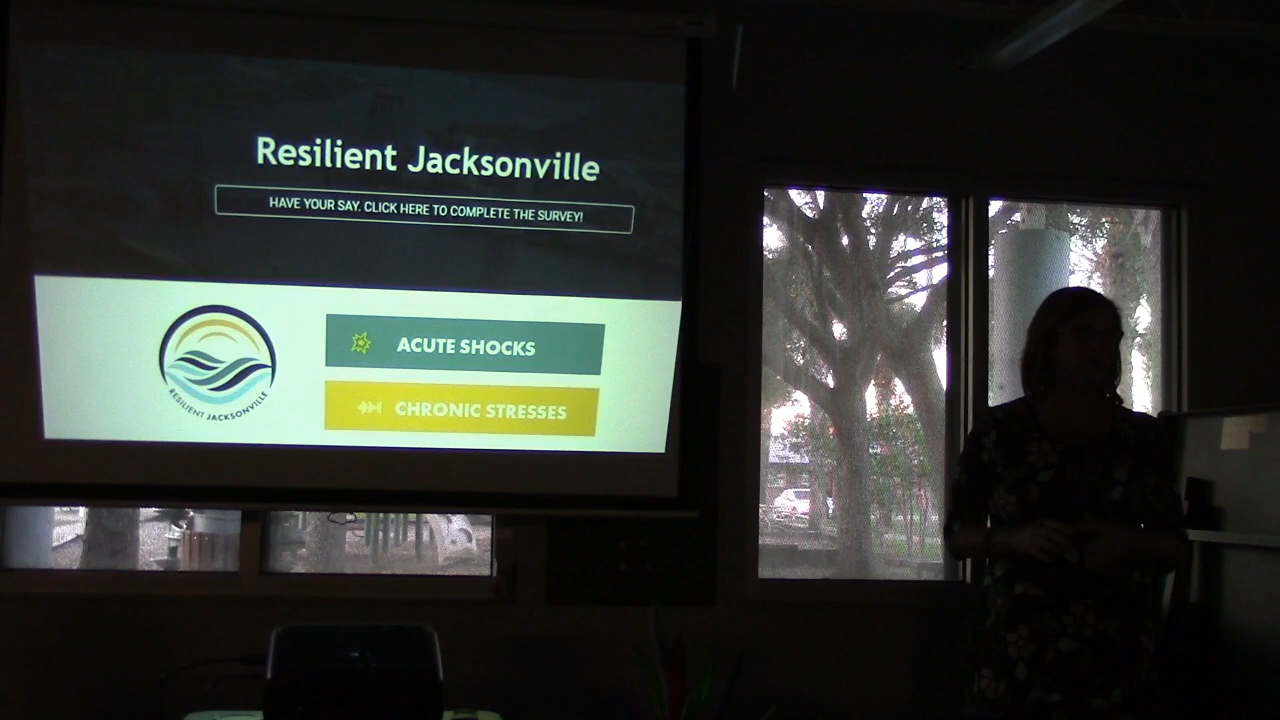 Resilient Jacksonville
HAVE YOUR SAY. CLICK HERE TO COMPLETE THE SURVEY!
ACUTE SHOCKS
CHRONIC STRESSES
RESILIENT JACKSONVILLE